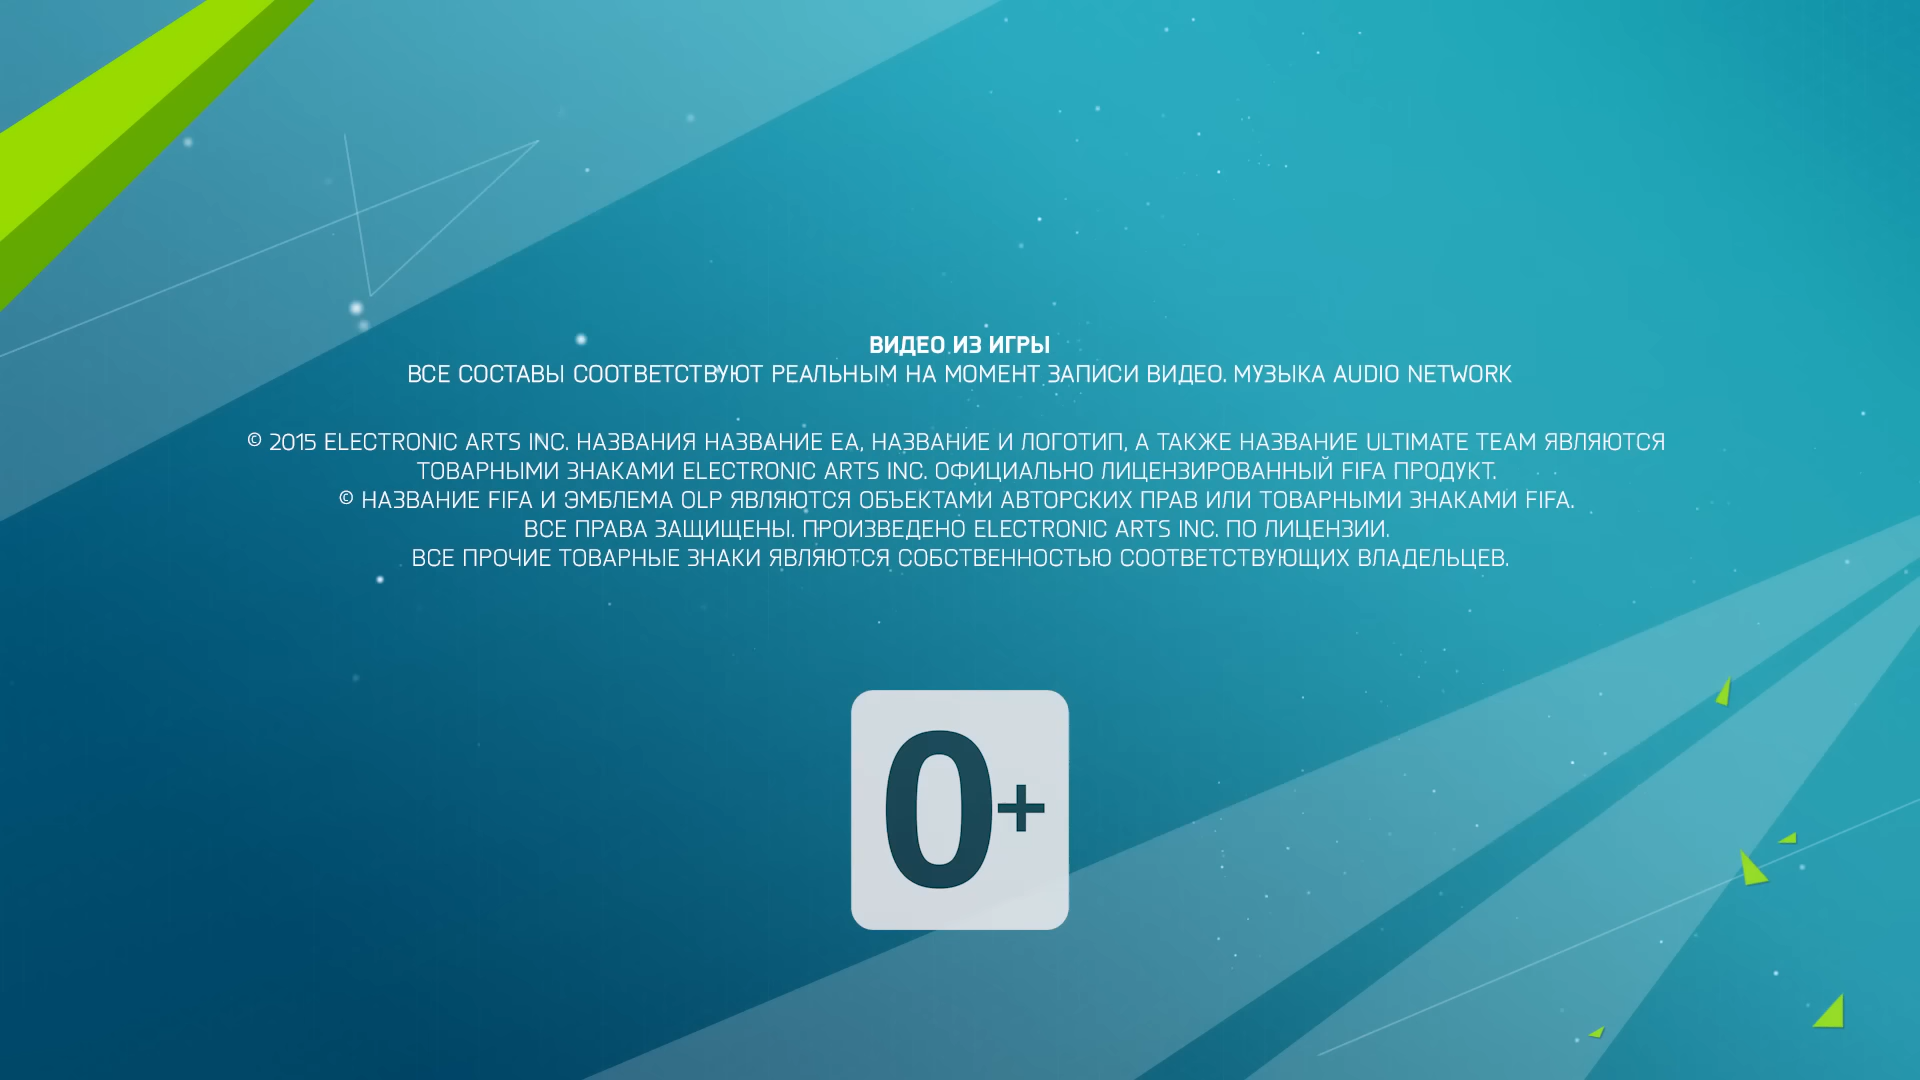 ВИДЕО ИЗ ИГРЫ
ВСЕ СОСТАВЫ СООТВЕТСТВУЮТ РЕАЛЬНЫМ НА МОМЕНТ ЗАПИСИ ВИДЕО. МУЗЫКА AUDIO NETWORK
© 2015 ELECTRONIC ARTS INC. НАЗВАНИЯ НАЗВАНИЕ EA, НАЗВАНИЕ И ЛОГОТИП, А ТАКЖЕ НАЗВАНИЕ ULTIMATE TEAM ЯВЛЯЮТСЯ
ТОВАРНЫМИ ЗНАКАМИ ELECTRONIC ARTS INC. ОФИЦИАЛЬНО ЛИЦЕНЗИРОВАННЫЙ FIFA ПРОДУКТ.
© НАЗВАНИЕ FIFA И ЭМБЛЕМА OLP ЯВЛЯЮТСЯ ОБЪЕКТАМИ АВТОРСКИХ ПРАВ ИЛИ ТОВАРНЫМИ ЗНАКАМИ FIFA.
ВСЕ ПРАВА ЗАЩИЩЕНЫ. ПРОИЗВЕДЕНО ELECTRONIC ARTS INC. ПО ЛИЦЕНЗИИ.
ВСЕ ПРОЧИЕ ТОВАРНЫЕ ЗНАКИ ЯВЛЯЮТСЯ СОБСТВЕННОСТЬЮ СООТВЕТСТВУЮЩИХ ВЛАДЕЛЬЦЕВ.
0+